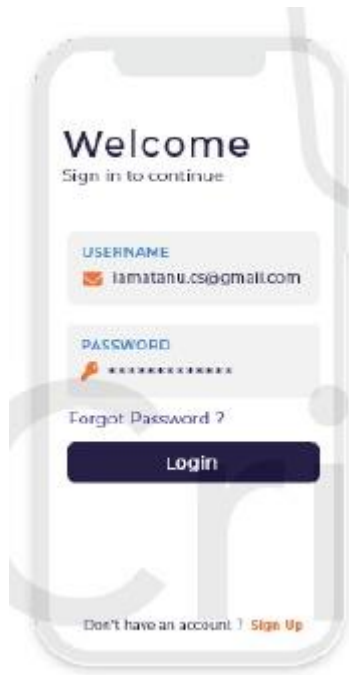 Welcome
Sign in to continue
USERNAME
iamatanu.cs@gmail.com
PASSWORD
*************
Forgot Password ?
Login
Don't have an account ? Sign Up
Cri